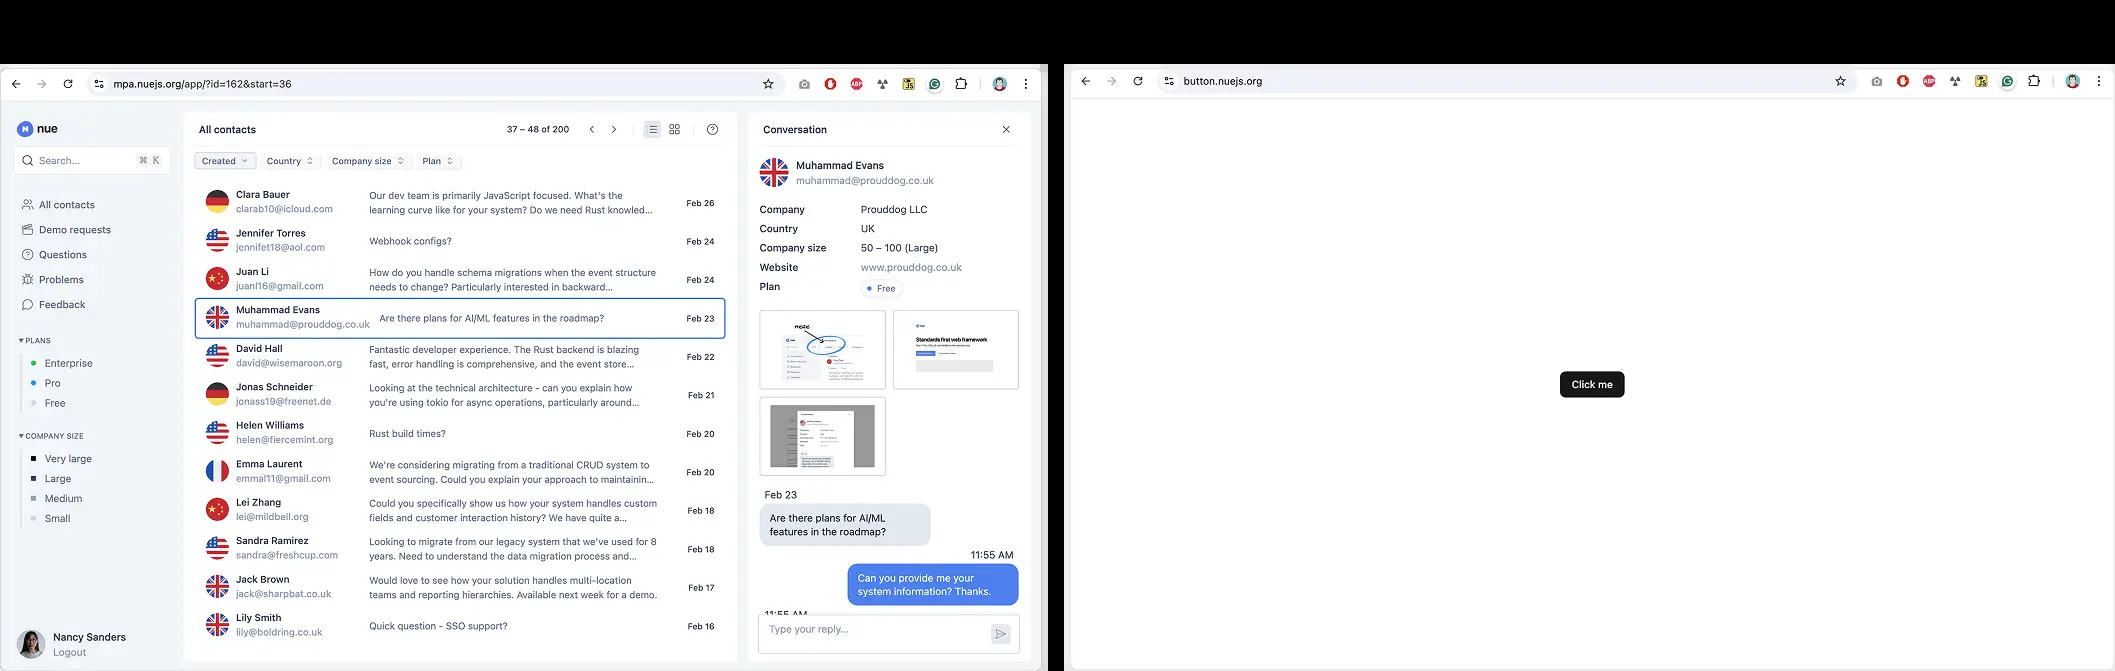 mpa.nuejs.org/app/?id=162&start=36
nue
Search...
⌘ K
All contacts
Demo requests
Questions
Problems
Feedback
PLANS
Enterprise
Pro
Free
COMPANY SIZE
Very large
Large
Medium
Small
Nancy Sanders
Logout
All contacts
37 – 48 of 200
Created
Country
Company size
Plan
Clara Bauer
clarab10@icloud.com
Our dev team is primarily JavaScript focused. What's the
learning curve like for your system? Do we need Rust knowled...
Feb 26
Jennifer Torres
jennifet18@aol.com
Webhook configs?
Feb 24
Juan Li
juanl16@gmail.com
How do you handle schema migrations when the event structure
needs to change? Particularly interested in backward...
Feb 24
Muhammad Evans
muhammad@prouddog.co.uk
Are there plans for AI/ML features in the roadmap?
Feb 23
David Hall
david@wisemaroon.org
Fantastic developer experience. The Rust backend is blazing
fast, error handling is comprehensive, and the event store...
Feb 22
Jonas Schneider
jonass19@freenet.de
Looking at the technical architecture - can you explain how
you're using tokio for async operations, particularly around...
Feb 21
Helen Williams
helen@fiercemint.org
Rust build times?
Feb 20
Emma Laurent
emmal11@gmail.com
We're considering migrating from a traditional CRUD system to
event sourcing. Could you explain your approach to maintainin...
Feb 20
Lei Zhang
lei@mildbell.org
Could you specifically show us how your system handles custom
fields and customer interaction history? We have quite a...
Feb 18
Sandra Ramirez
sandra@freshcup.com
Looking to migrate from our legacy system that we've used for 8
years. Need to understand the data migration process and...
Feb 18
Jack Brown
jack@sharpbat.co.uk
Would love to see how your solution handles multi-location
teams and reporting hierarchies. Available next week for a demo.
Feb 17
Lily Smith
lily@boldring.co.uk
Quick question - SSO support?
Feb 16
Conversation
Muhammad Evans
muhammad@prouddog.co.uk
Company
Prouddog LLC
Country
UK
Company size
50 – 100 (Large)
Website
www.prouddog.co.uk
Plan
Free
Standards first web framework
Feb 23
Are there plans for AI/ML
features in the roadmap?
11:55 AM
Can you provide me your
system information? Thanks.
11:55 AM
Type your reply...
button.nuejs.org
Click me